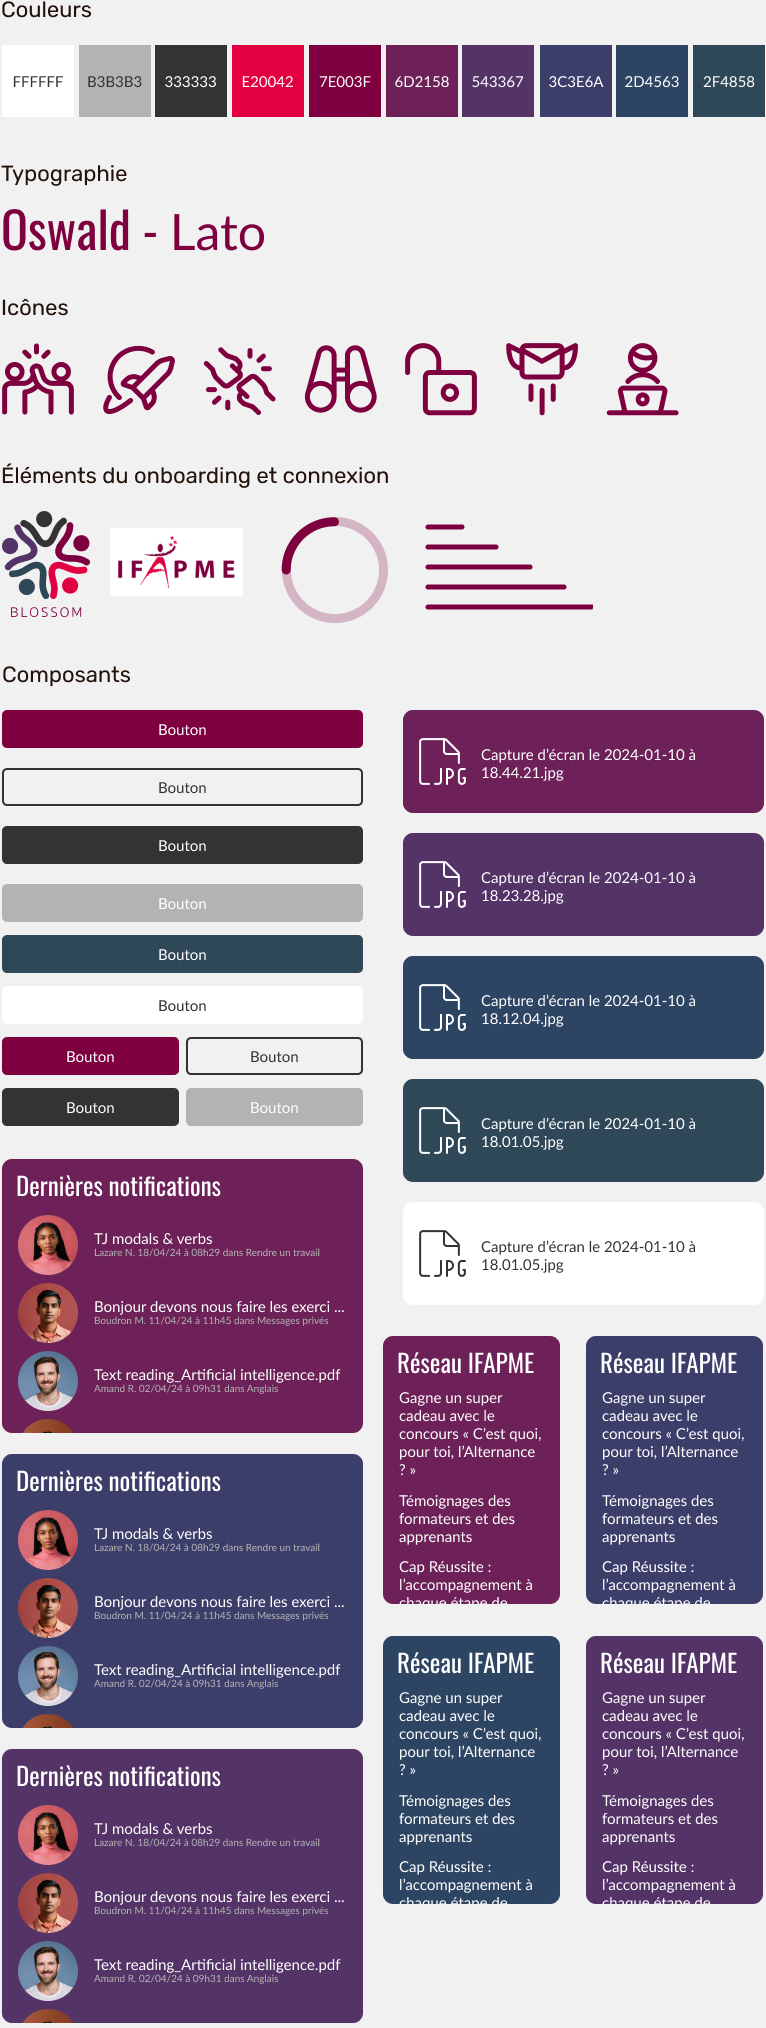 Couleurs
FFFFFF
B3B3B3
333333
E20042
7E003F
6D2158
543367
3C3E6A
2D4563
2F4858
Typographie
Oswald - Lato
Icônes
Éléments du onboarding et connexion
BLOSSOM
IFAPME
Composants
Bouton
Bouton
Bouton
Bouton
Bouton
Bouton
Bouton
Bouton
Bouton
Bouton
JPG
Capture d'écran le 2024-01-10 à
18.44.21.jpg
JPG
Capture d'écran le 2024-01-10 à
18.23.28.jpg
JPG
Capture d'écran le 2024-01-10 à
18.12.04.jpg
JPG
Capture d'écran le 2024-01-10 à
18.01.05.jpg
JPG
Capture d'écran le 2024-01-10 à
18.01.05.jpg
Dernières notifications
TJ modals & verbs
Lazare N. 18/04/24 à 08h29 dans Rendre un travail
Bonjour devons nous faire les exerci ...
Boudron M. 11/04/24 à 11h45 dans Messages privés
Text reading_Artificial intelligence.pdf
Amand R. 02/04/24 à 09h31 dans Anglais
Dernières notifications
TJ modals & verbs
Lazare N. 18/04/24 à 08h29 dans Rendre un travail
Bonjour devons nous faire les exerci ...
Boudron M. 11/04/24 à 11h45 dans Messages privés
Text reading_Artificial intelligence.pdf
Amand R. 02/04/24 à 09h31 dans Anglais
Dernières notifications
TJ modals & verbs
Lazare N. 18/04/24 à 08h29 dans Rendre un travail
Bonjour devons nous faire les exerci ...
Boudron M. 11/04/24 à 11h45 dans Messages privés
Text reading_Artificial intelligence.pdf
Amand R. 02/04/24 à 09h31 dans Anglais
Réseau IFAPME
Gagne un super
cadeau avec le
concours « C'est quoi,
pour toi, l'Alternance
? »
Témoignages des
formateurs et des
apprenants
Cap Réussite :
l'accompagnement à
chaque étape de
Réseau IFAPME
Gagne un super
cadeau avec le
concours « C'est quoi,
pour toi, l'Alternance
? »
Témoignages des
formateurs et des
apprenants
Cap Réussite :
l'accompagnement à
chaque étape de
Réseau IFAPME
Gagne un super
cadeau avec le
concours « C'est quoi,
pour toi, l'Alternance
? »
Témoignages des
formateurs et des
apprenants
Cap Réussite :
l'accompagnement à
chaque étape de
Réseau IFAPME
Gagne un super
cadeau avec le
concours « C'est quoi,
pour toi, l'Alternance
? »
Témoignages des
formateurs et des
apprenants
Cap Réussite :
l'accompagnement à
chaque étape de